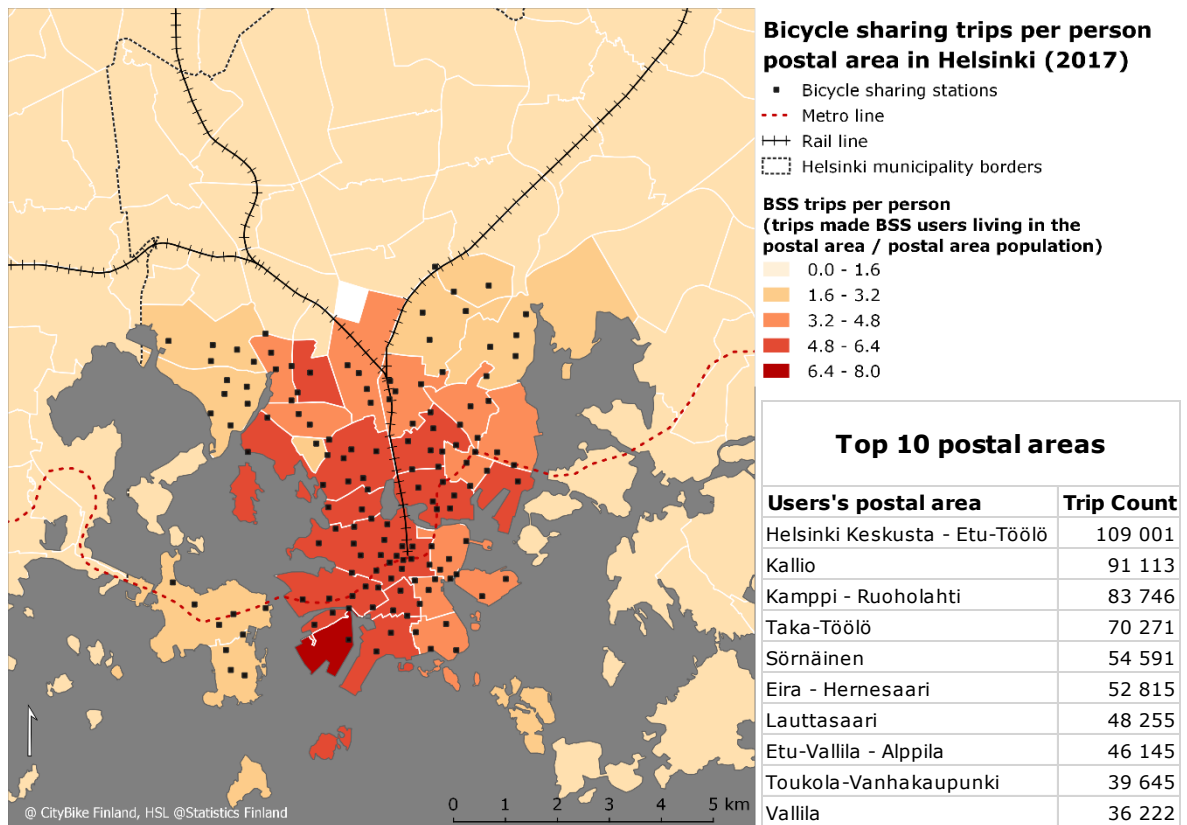 Bicycle sharing trips per person
postal area in Helsinki (2017)
Bicycle sharing stations
Metro line
Rail line
Helsinki municipality borders
BSS trips per person
(trips made BSS users living in the
postal area / postal area population)
0.0 - 1.6
1.6 - 3.2
3.2 - 4.8
4.8 - 6.4
6.4 - 8.0
Top 10 postal areas
Users's postal area Trip Count
Helsinki Keskusta - Etu-Töölö 109 001
Kallio 91 113
Kamppi - Ruoholahti 83 746
Taka-Töölö 70 271
Sörnäinen 54 591
Eira - Hernesaari 52 815
Lauttasaari 48 255
Etu-Vallila - Alppila 46 145
Toukola-Vanhakaupunki 39 645
Vallila 36 222
0 1 2 3 4 5 km
@ CityBike Finland, HSL @Statistics Finland